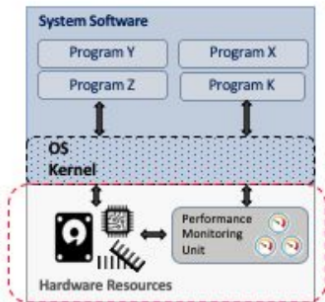 System Software
Program Y
Program X
Program Z
Program K
OS
Kernel
Performance
Monitoring
Unit
Hardware Resources